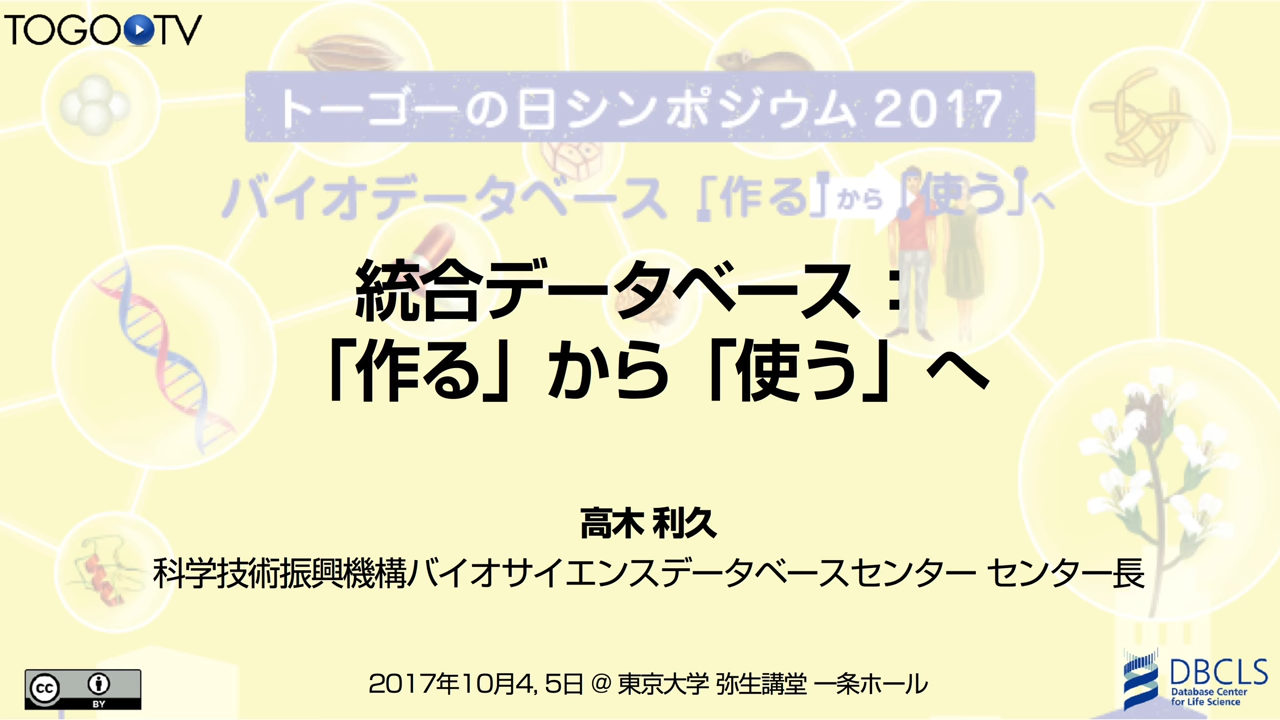 TOGO TV
トーゴーの日シンポジウム 2017
バイオデータベース「作る」から「使う」へ
統合データベース：
「作る」から「使う」へ
高木 利久
科学技術振興機構バイオサイエンスデータベースセンター センター長
2017年10月4, 5日 @ 東京大学 弥生講堂 一条ホール
cc
BY
DBCLS
Database Center
for Life Science